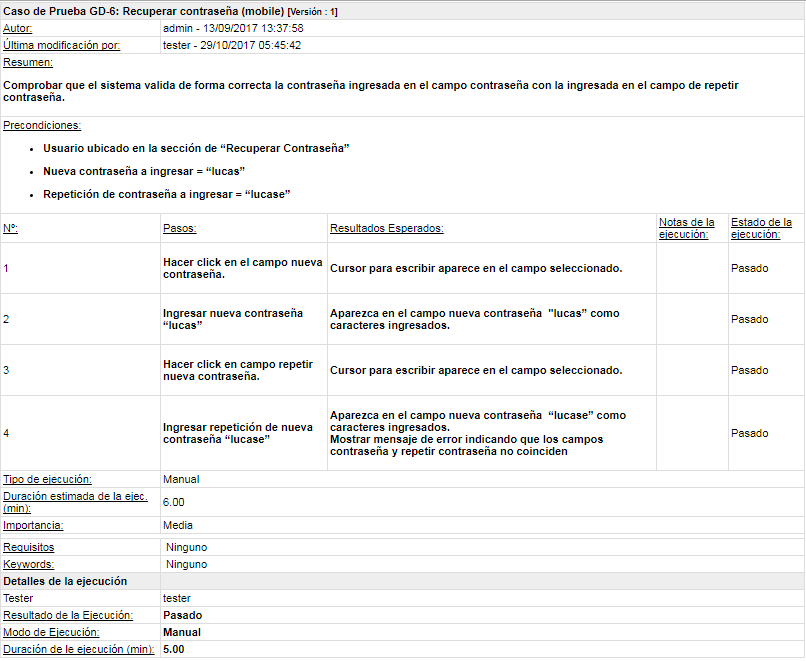 Caso de Prueba GD-6: Recuperar contraseña (mobile) [Versión : 1]
Autor: admin - 13/09/2017 13:37:58
Última modificación por: tester - 29/10/2017 05:45:42
Resumen:
Comprobar que el sistema valida de forma correcta la contraseña ingresada en el campo contraseña con la ingresada en el campo de repetir
contraseña.
Precondiciones:
• Usuario ubicado en la sección de “Recuperar Contraseña”
• Nueva contraseña a ingresar = “lucas”
• Repetición de contraseña a ingresar = “lucase”
Nº: Pasos: Resultados Esperados: Notas de la ejecución: Estado de la ejecución:
1 Hacer click en el campo nueva contraseña. Cursor para escribir aparece en el campo seleccionado. Pasado
2 Ingresar nueva contraseña “lucas” Aparezca en el campo nueva contraseña "lucas” como caracteres ingresados. Pasado
3 Hacer click en campo repetir nueva contraseña. Cursor para escribir aparece en el campo seleccionado. Pasado
4 Ingresar repetición de nueva contraseña “lucase” Aparezca en el campo nueva contraseña “lucase” como caracteres ingresados.
Mostrar mensaje de error indicando que los campos contraseña y repetir contraseña no coinciden Pasado
Tipo de ejecución: Manual
Duración estimada de la ejec. (min): 6.00
Importancia: Media
Requisitos Ninguno
Keywords: Ninguno
Detalles de la ejecución
Tester tester
Resultado de la Ejecución: Pasado
Modo de Ejecución: Manual
Duración de le ejecución (min): 5.00